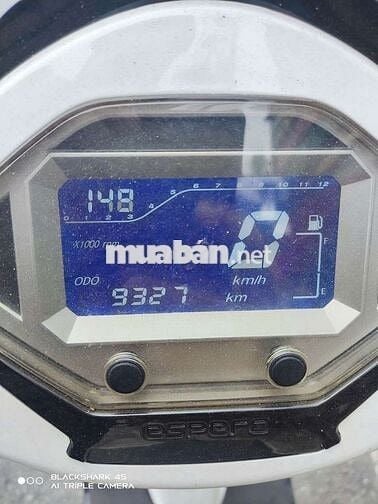 148
0 1 2 3 4 5 6 7 8 9 10 11 12
X1000 rpm
F
muaban.net
0
km/h
ODO
9327 km
E
espero
BLACKSHARK 4S
AI TRIPLE CAMERA